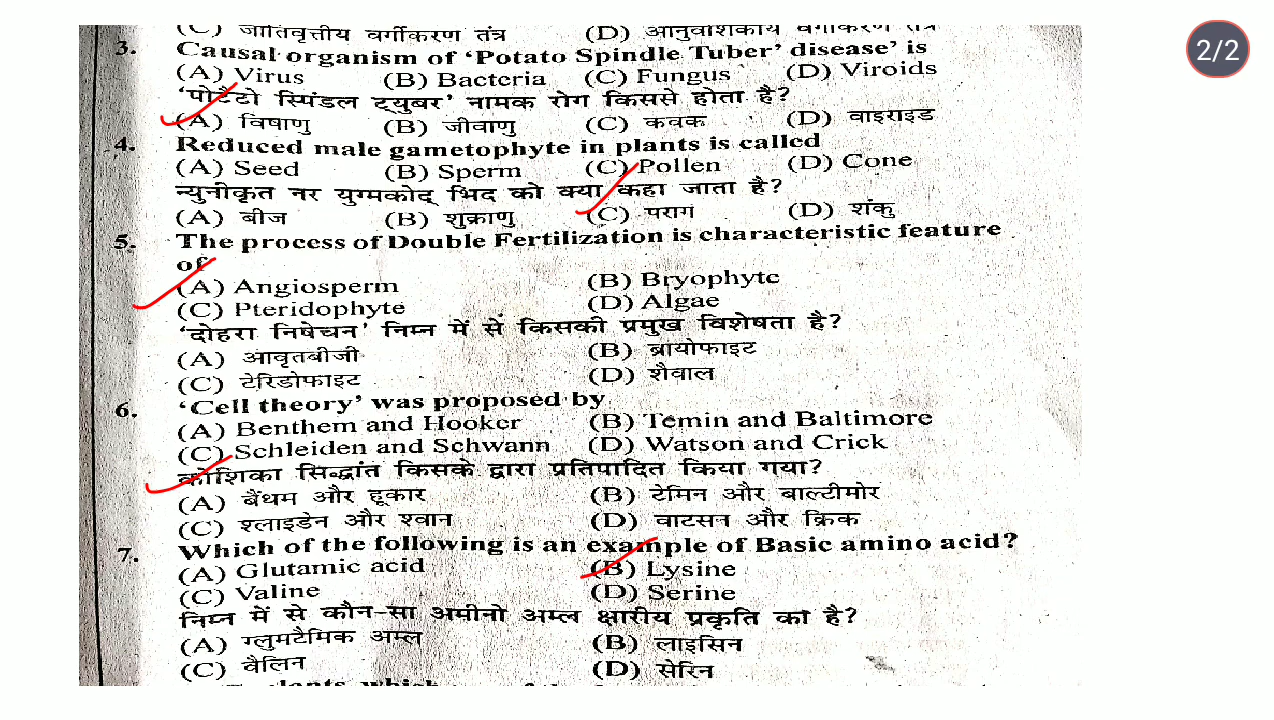 2/2
(C) जातिवृत्तीय वर्गीकरण तंत्र (D) आनुवांशिकीय वर्गीकरण तंत्र
3. Causal organism of ‘Potato Spindle Tuber’ disease’ is
(A) Virus (B) Bacteria (C) Fungus (D) Viroids
‘पोटैटो स्पिंडल ट्युबर’ नामक रोग किससे होता है?
(A) विषाणु (B) जीवाणु (C) कवक (D) वाइराइड
4. Reduced male gametophyte in plants is called
(A) Seed (B) Sperm (C) Pollen (D) Cone
न्युनीकृत नर युग्मकोद् भिद को क्या कहा जाता है?
(A) बीज (B) शुक्राणु (C) पराग (D) शंकु
5. The process of Double Fertilization is characteristic feature
of
(A) Angiosperm (B) Bryophyte
(C) Pteridophyte (D) Algae
‘दोहरा निषेचन’ निम्न में से किसकी प्रमुख विशेषता है?
(A) आवृतबीजी (B) ब्रायोफाइट
(C) टेरिडोफाइट (D) शैवाल
6. ‘Cell theory’ was proposed by
(A) Benthem and Hooker (B) Temin and Baltimore
(C) Schleiden and Schwann (D) Watson and Crick
कोशिका सिद्धांत किसके द्वारा प्रतिपादित किया गया?
(A) बैंथम और हूकार (B) टेमिन और बाल्टीमोर
(C) श्लाइडेन और श्वान (D) वाटसन और क्रिक
7. Which of the following is an example of Basic amino acid?
(A) Glutamic acid (B) Lysine
(C) Valine (D) Serine
निम्न में से कौन-सा अमीनो अम्ल क्षारीय प्रकृति का है?
(A) ग्लुमटैमिक अम्ल (B) लाइसिन
(C) वैलिन (D) सेरिन